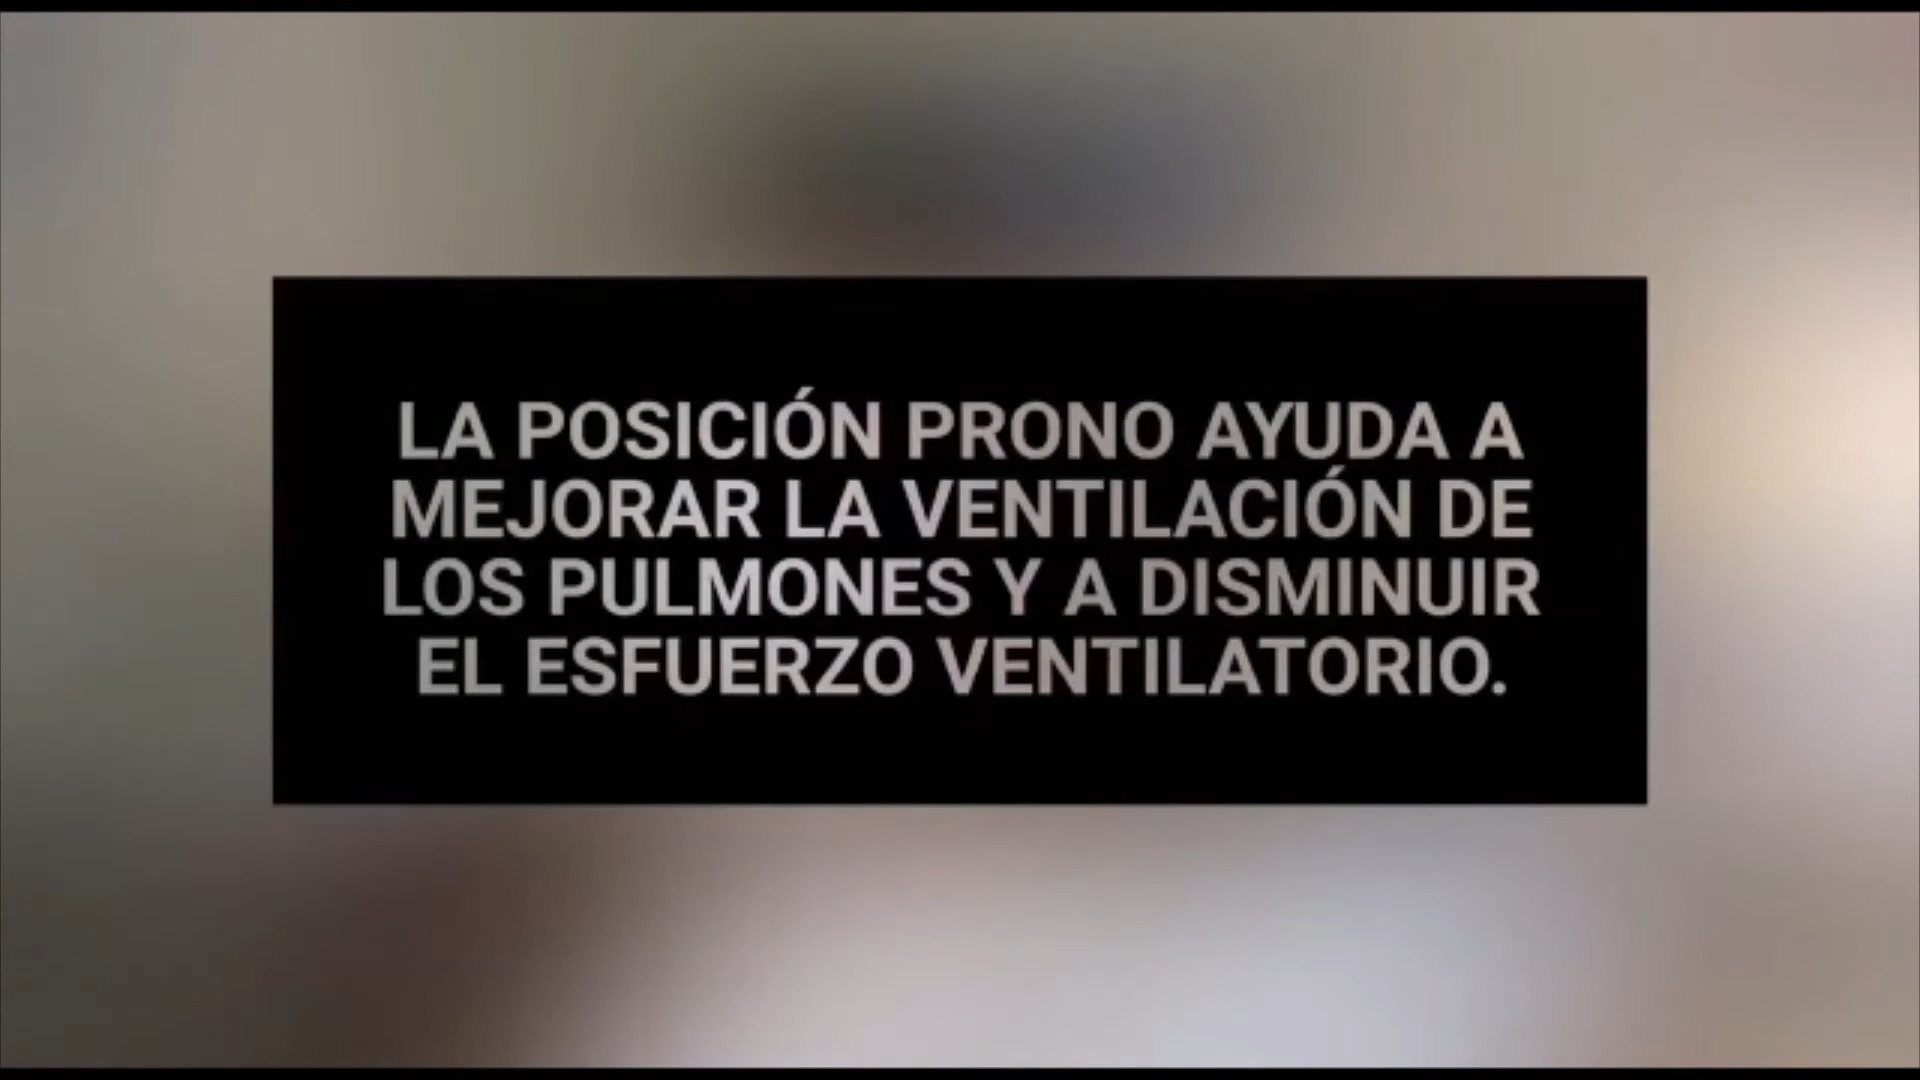 LA POSICIÓN PRONO AYUDA A
MEJORAR LA VENTILACIÓN DE
LOS PULMONES Y A DISMINUIR
EL ESFUERZO VENTILATORIO.